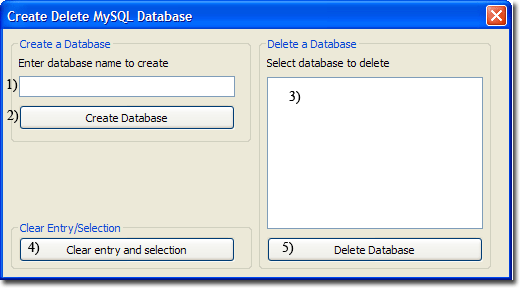 Create Delete MySQL Database
Create a Database
Enter database name to create
1)
2) Create Database
Clear Entry/Selection
4) Clear entry and selection
Delete a Database
Select database to delete
3)
5) Delete Database